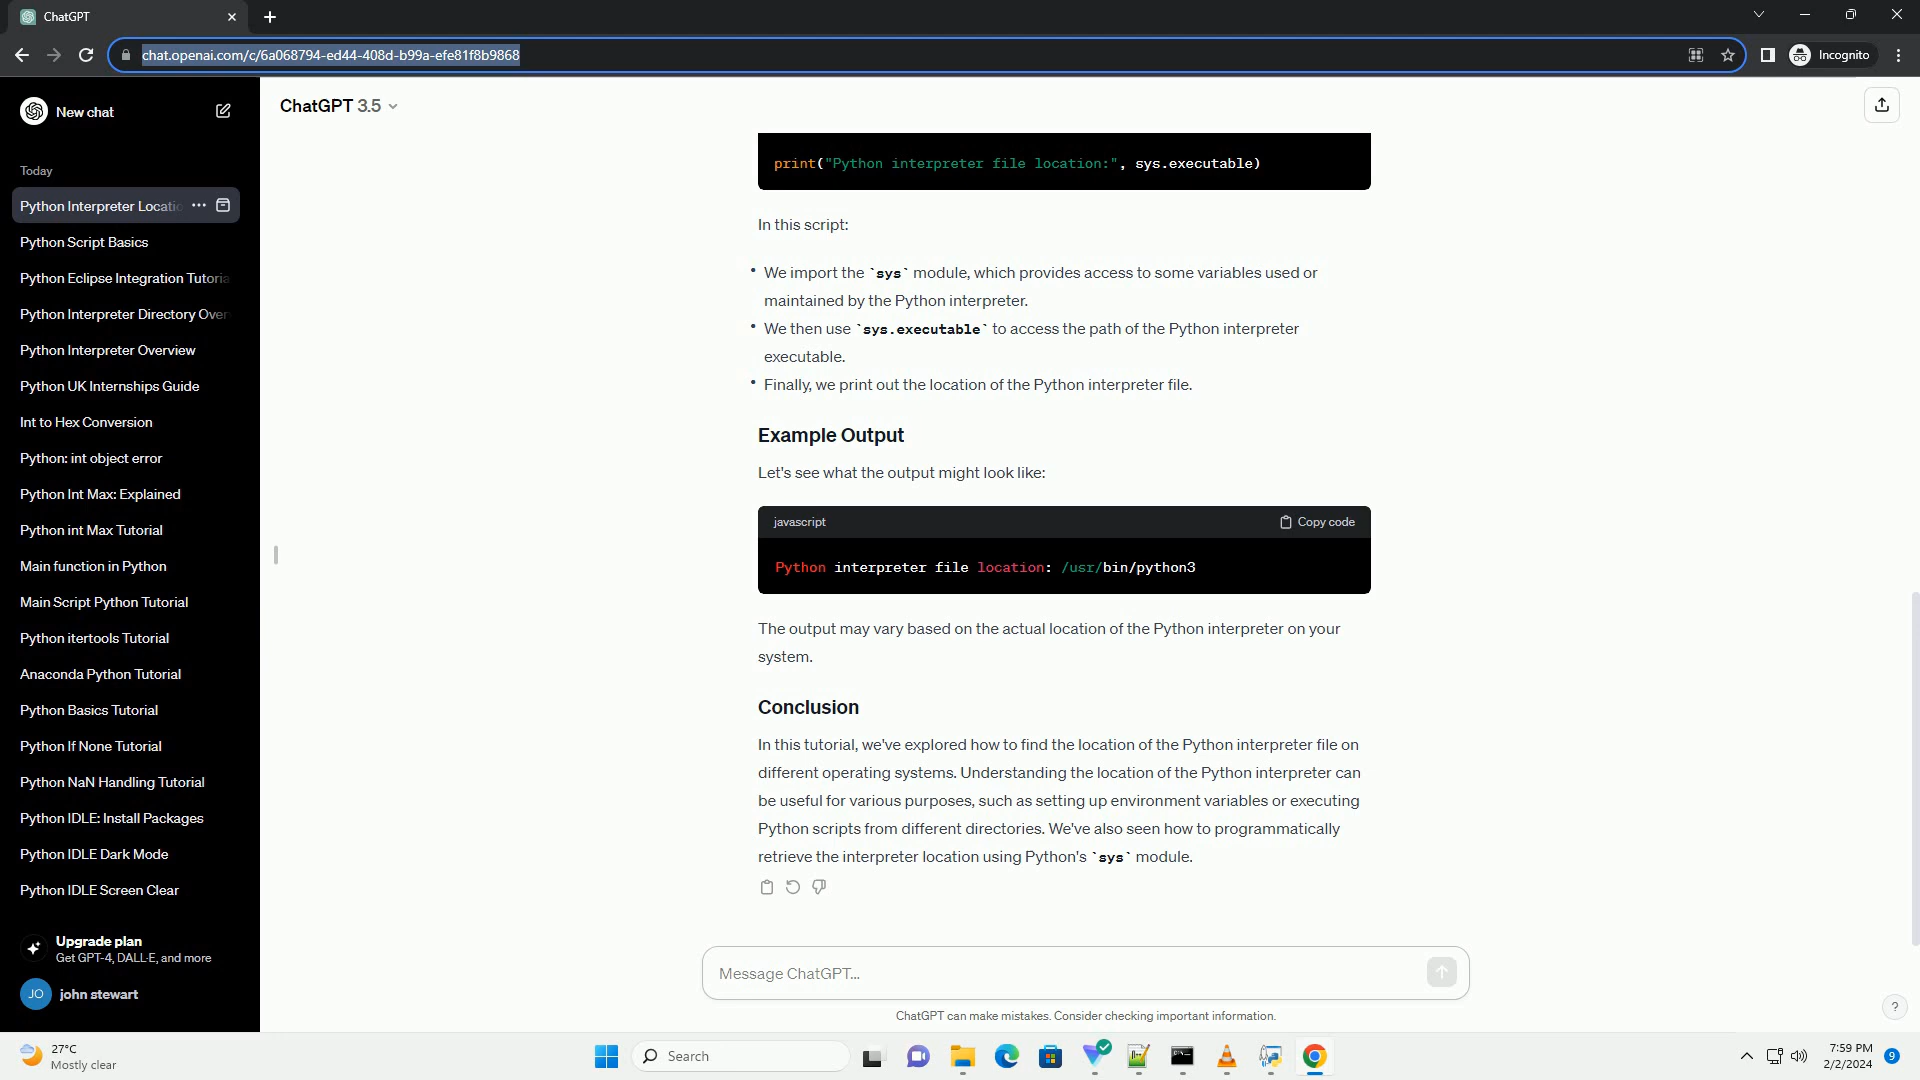 ChatGPT
chat.openai.com/c/6a068794-ed44-408d-b99a-efe81f8b9868
Incognito
New chat
Today
Python Interpreter Locatio
Python Script Basics
Python Eclipse Integration Tutoria
Python Interpreter Directory Over
Python Interpreter Overview
Python UK Internships Guide
Int to Hex Conversion
Python: int object error
Python Int Max: Explained
Python int Max Tutorial
Main function in Python
Main Script Python Tutorial
Python itertools Tutorial
Anaconda Python Tutorial
Python Basics Tutorial
Python If None Tutorial
Python NaN Handling Tutorial
Python IDLE: Install Packages
Python IDLE Dark Mode
Python IDLE Screen Clear
Upgrade plan
Get GPT-4, DALL·E, and more
JO john stewart
ChatGPT 3.5
print("Python interpreter file location:", sys.executable)
In this script:
• We import the `sys` module, which provides access to some variables used or
maintained by the Python interpreter.
• We then use `sys.executable` to access the path of the Python interpreter
executable.
• Finally, we print out the location of the Python interpreter file.
Example Output
Let's see what the output might look like:
javascript Copy code
Python interpreter file location: /usr/bin/python3
The output may vary based on the actual location of the Python interpreter on your
system.
Conclusion
In this tutorial, we've explored how to find the location of the Python interpreter file on
different operating systems. Understanding the location of the Python interpreter can
be useful for various purposes, such as setting up environment variables or executing
Python scripts from different directories. We've also seen how to programmatically
retrieve the interpreter location using Python's `sys` module.
Message ChatGPT...
ChatGPT can make mistakes. Consider checking important information.
?
27°C
Mostly clear
Search
7:59 PM
2/2/2024
9